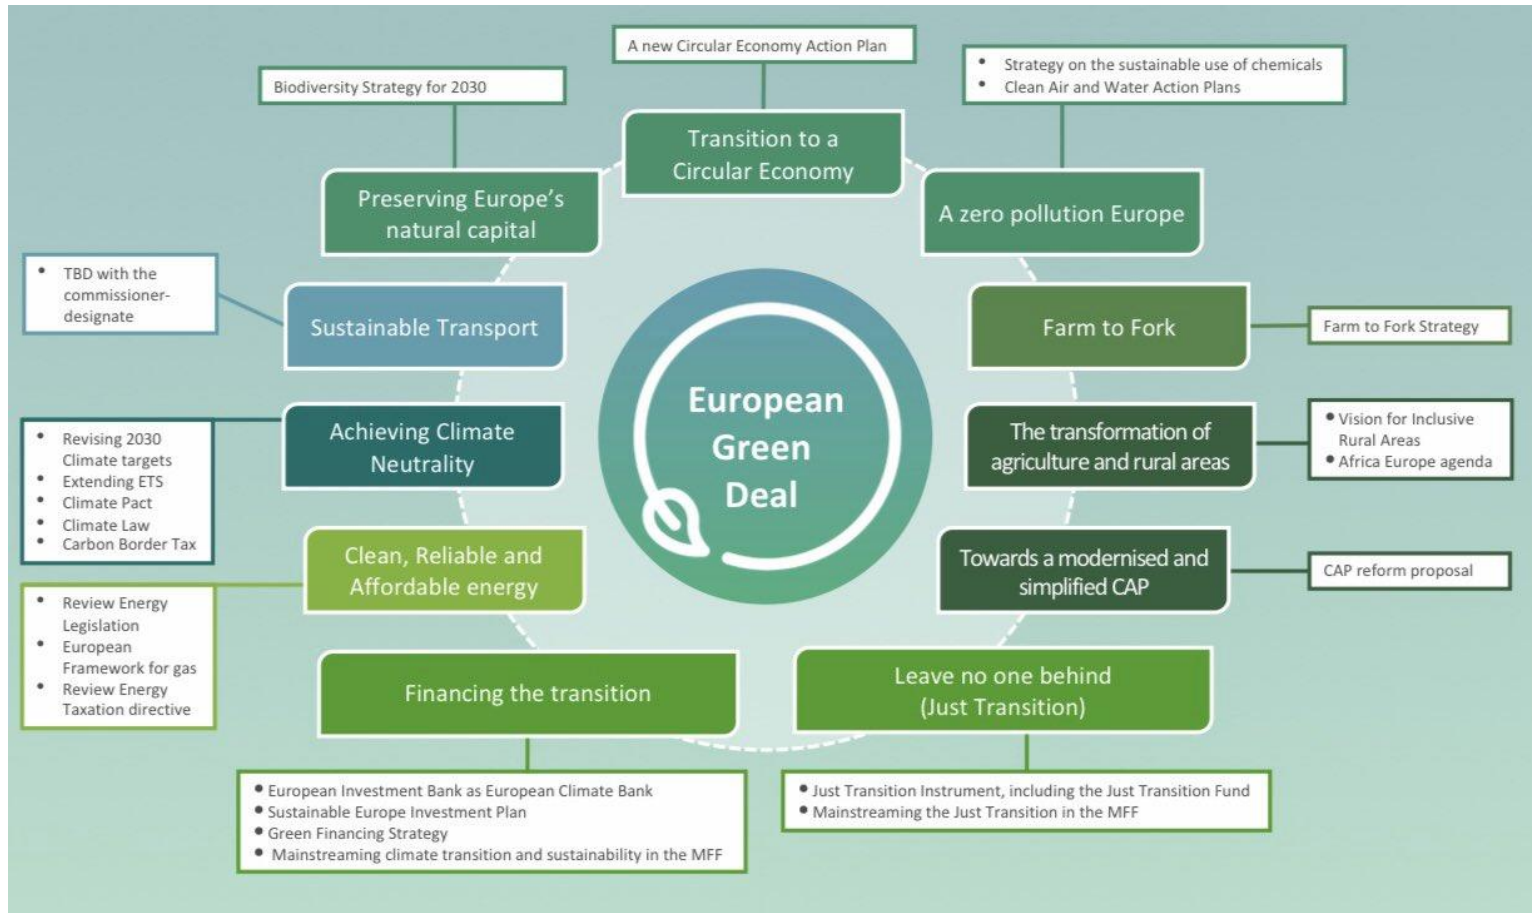 A new Circular Economy Action Plan
• Strategy on the sustainable use of chemicals
• Clean Air and Water Action Plans
Biodiversity Strategy for 2030
Transition to a
Circular Economy
Preserving Europe's
natural capital
A zero pollution Europe
• TBD with the
commissioner-
designate
Sustainable Transport
Farm to Fork
Farm to Fork Strategy
European
Green
Deal
• Revising 2030
Climate targets
• Extending ETS
• Climate Pact
• Climate Law
• Carbon Border Tax
Achieving Climate
Neutrality
The transformation of
agriculture and rural areas
• Vision for Inclusive
Rural Areas
• Africa Europe agenda
Clean, Reliable and
Affordable energy
Towards a modernised and
simplified CAP
CAP reform proposal
• Review Energy
Legislation
• European
Framework for gas
• Review Energy
Taxation directive
Financing the transition
Leave no one behind
(Just Transition)
• European Investment Bank as European Climate Bank
• Sustainable Europe Investment Plan
• Green Financing Strategy
• Mainstreaming climate transition and sustainability in the MFF
• Just Transition Instrument, including the Just Transition Fund
• Mainstreaming the Just Transition in the MFF